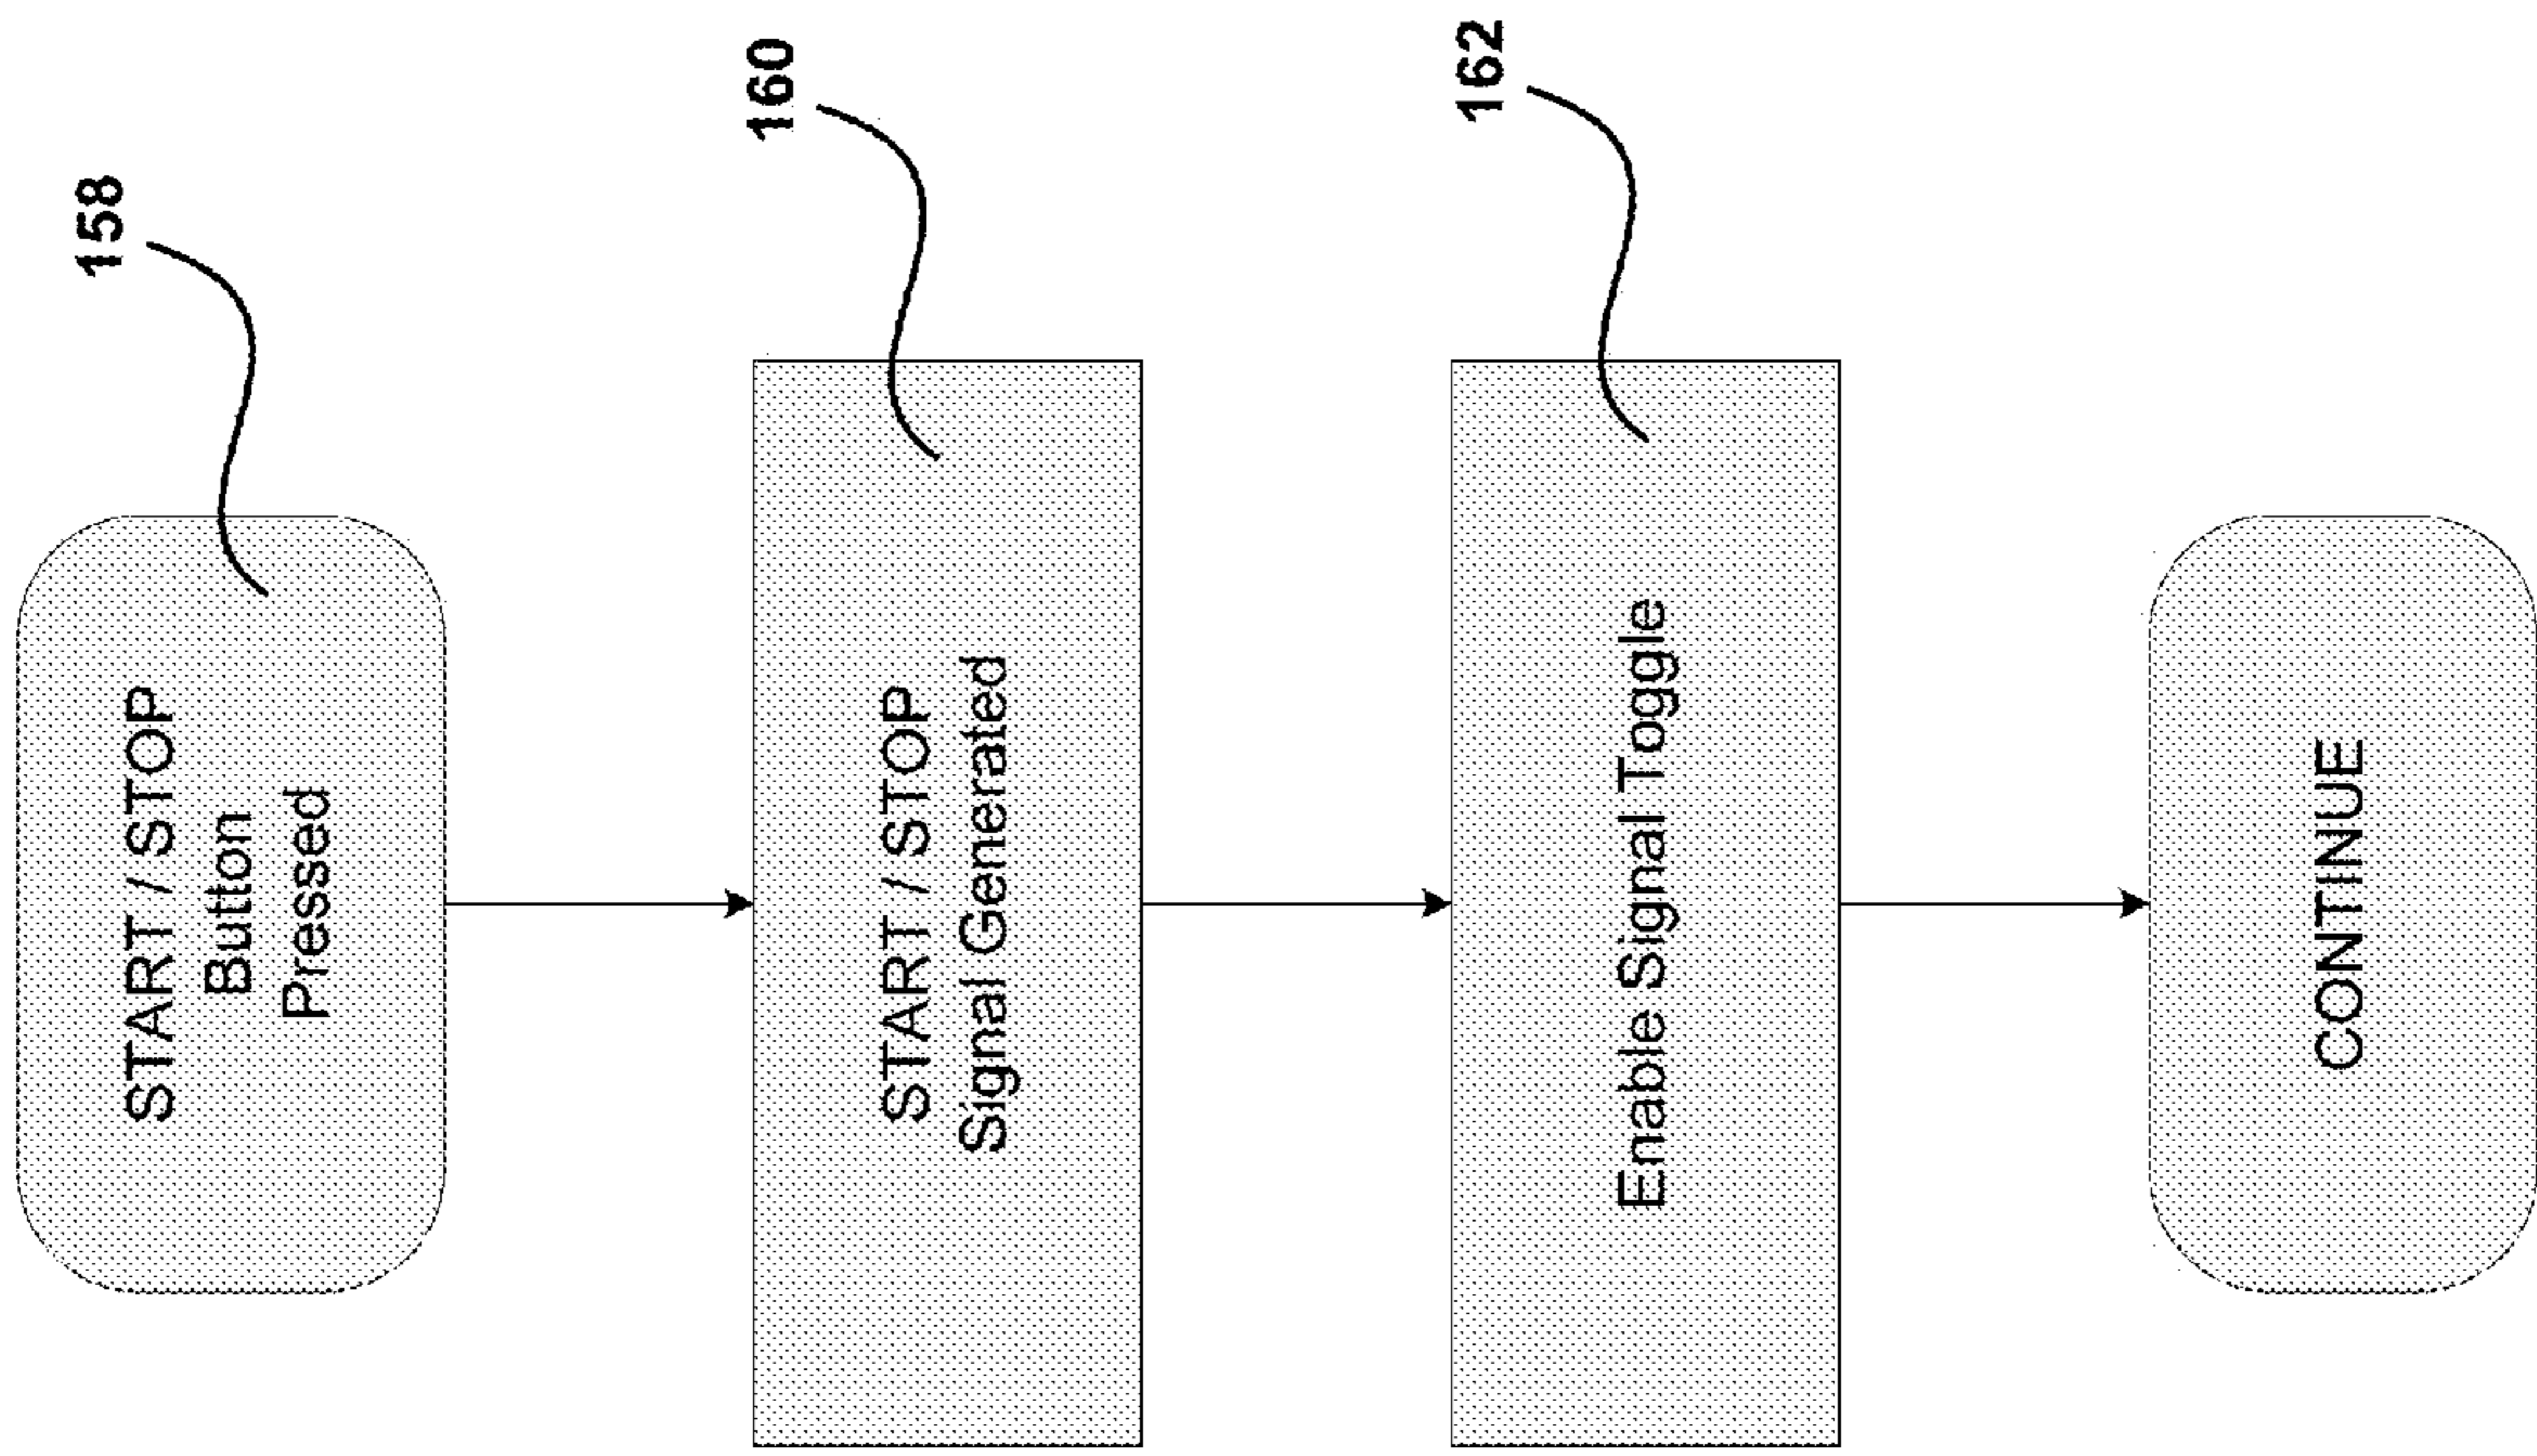 158
START / STOP
Button
Pressed
160
START / STOP
Signal Generated
162
Enable Signal Toggle
CONTINUE